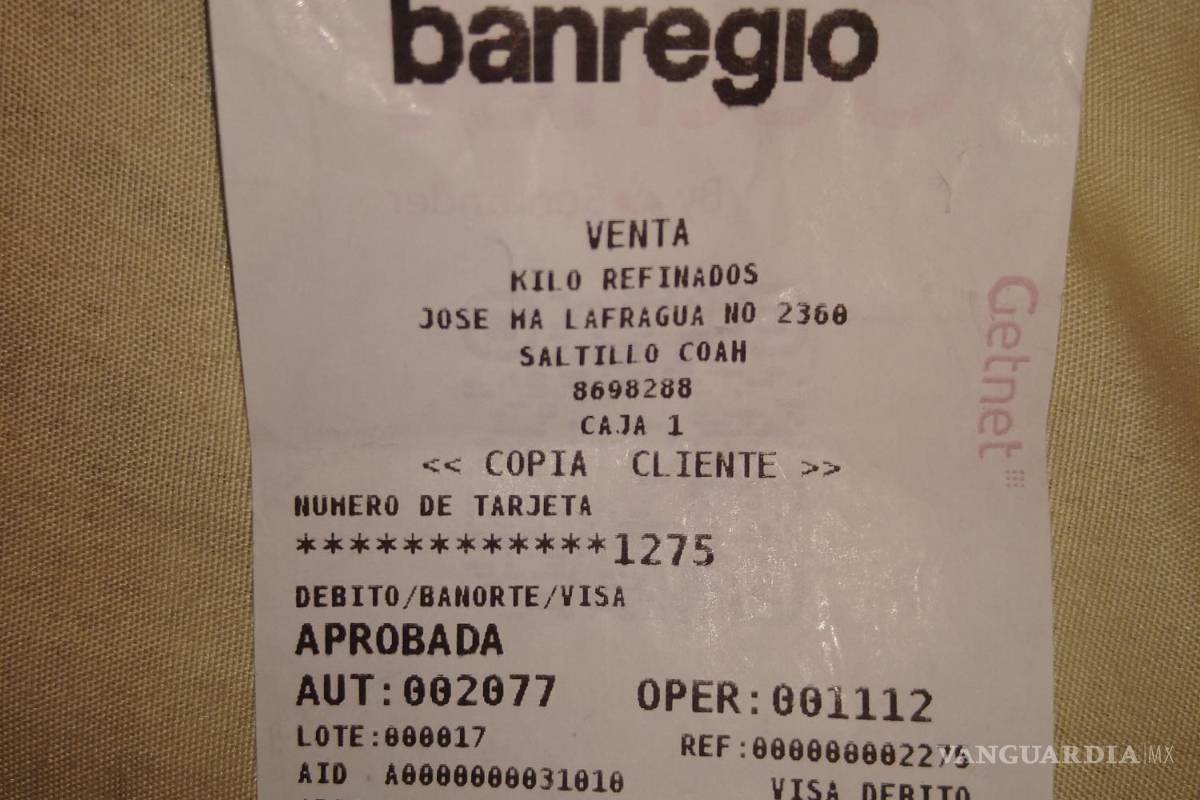 banregio
VENTA
KILO REFINADOS
JOSE MA LAFRAGUA NO 2360
SALTILLO COAH
8698288
CAJA 1
<< COPIA CLIENTE >>
NUMERO DE TARJETA
************1275
DEBITO/BANORTE/VISA
APROBADA
AUT:002077 OPER:001112
LOTE:000017
AID A0000000031010
VISA DEBITO
Getnet
VANGUARDIA|MX